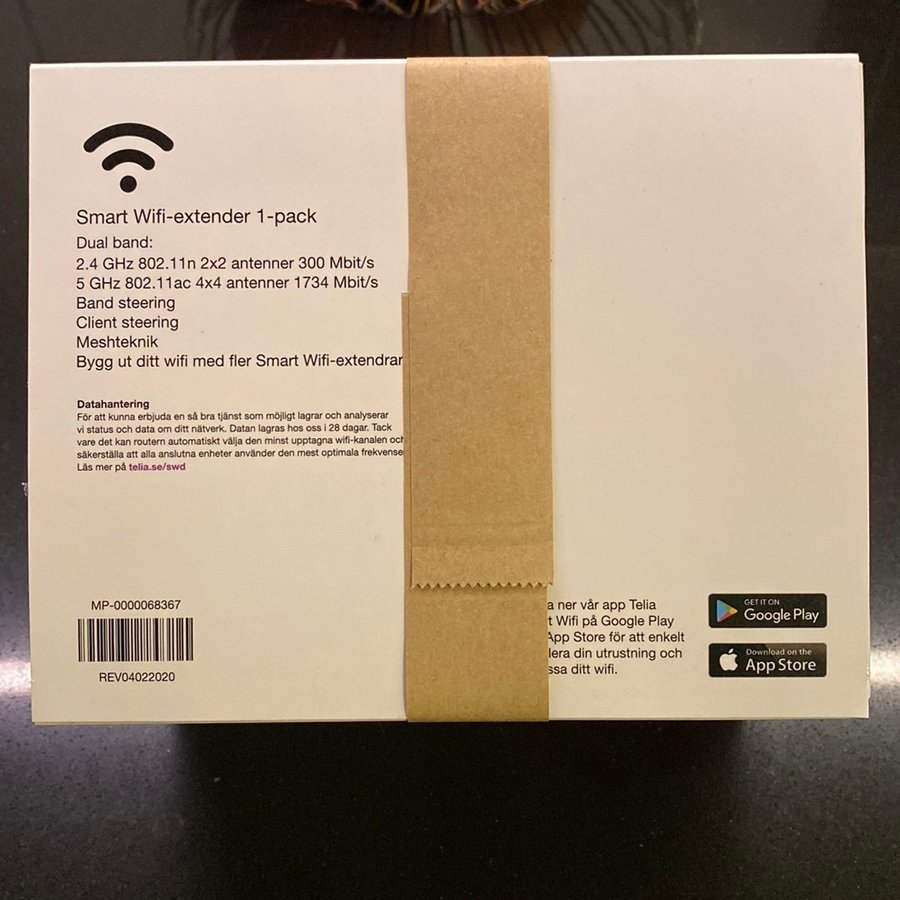 Smart Wifi-extender 1-pack
Dual band:
2.4 GHz 802.11n 2x2 antenner 300 Mbit/s
5 GHz 802.11ac 4x4 antenner 1734 Mbit/s
Band steering
Client steering
Meshteknik
Bygg ut ditt wifi med fler Smart Wifi-extendrar
Datahantering
För att kunna erbjuda en så bra tjänst som möjligt lagrar och analyserar
vi status och data om ditt nätverk. Datan lagras hos oss i 28 dagar. Tack
vare det kan routern automatiskt välja den minst upptagna wifi-kanalen och
säkerställa att alla anslutna enheter använder den mest optimala
Läs mer på telia.se/swd
MP-0000068367
REV04022020
ner vår app Telia
Wifi på Google Play
App Store för att enkelt
din utrustning och
ditt wifi.
GET IT ON
Google Play
Download on the
App Store